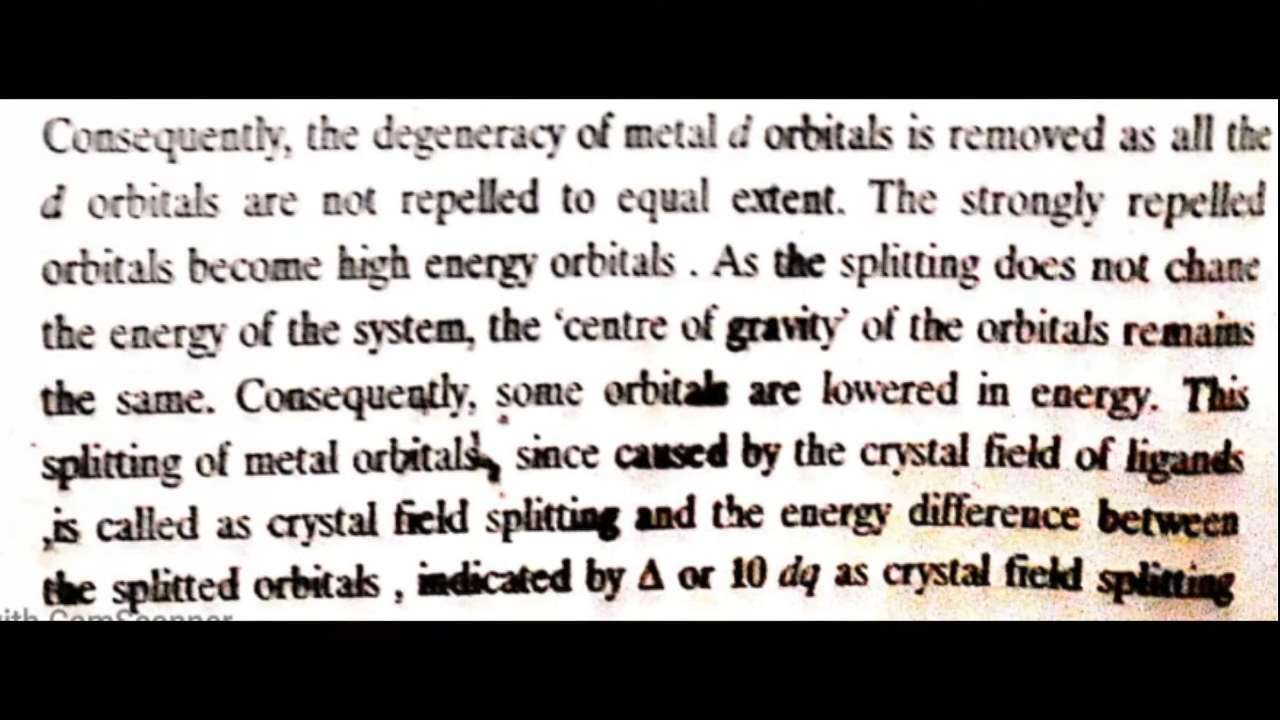 Consequently, the degeneracy of metal d orbitals is removed as all the
d orbitals are not repelled to equal extent. The strongly repelled
orbitals become high energy orbitals . As the splitting does not chane
the energy of the system, the ‘centre of gravity’ of the orbitals remains
the same. Consequently, some orbitals are lowered in energy. This
splitting of metal orbitals, since caused by the crystal field of ligands
,is called as crystal field splitting and the energy difference between
the splitted orbitals , indicated by Δ or 10 dq as crystal field splitting